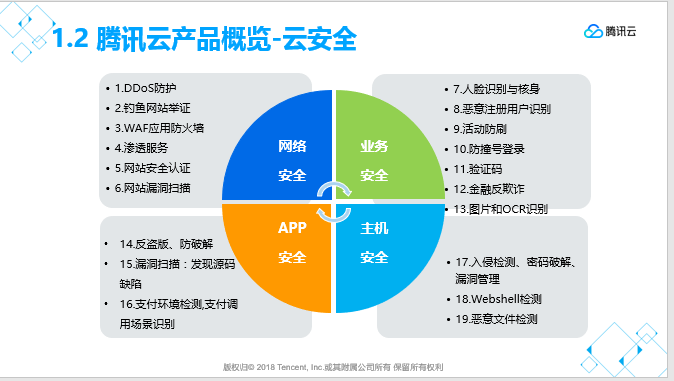 1.2 腾讯云产品概览-云安全
腾讯云
• 1.DDoS防护
• 2.钓鱼网站举证
• 3.WAF应用防火墙
• 4.渗透服务
• 5.网站安全认证
• 6.网站漏洞扫描
网络
安全
业务
安全
• 7.人脸识别与核身
• 8.恶意注册用户识别
• 9.活动防刷
• 10.防撞号登录
• 11.验证码
• 12.金融反欺诈
• 13.图片和OCR识别
• 14.反盗版、防破解
• 15.漏洞扫描：发现源码
缺陷
• 16.支付环境检测,支付调
用场景识别
APP
安全
主机
安全
• 17.入侵检测、密码破解、
漏洞管理
• 18.Webshell检测
• 19.恶意文件检测
版权归© 2018 Tencent, Inc.或其附属公司所有 保留所有权利